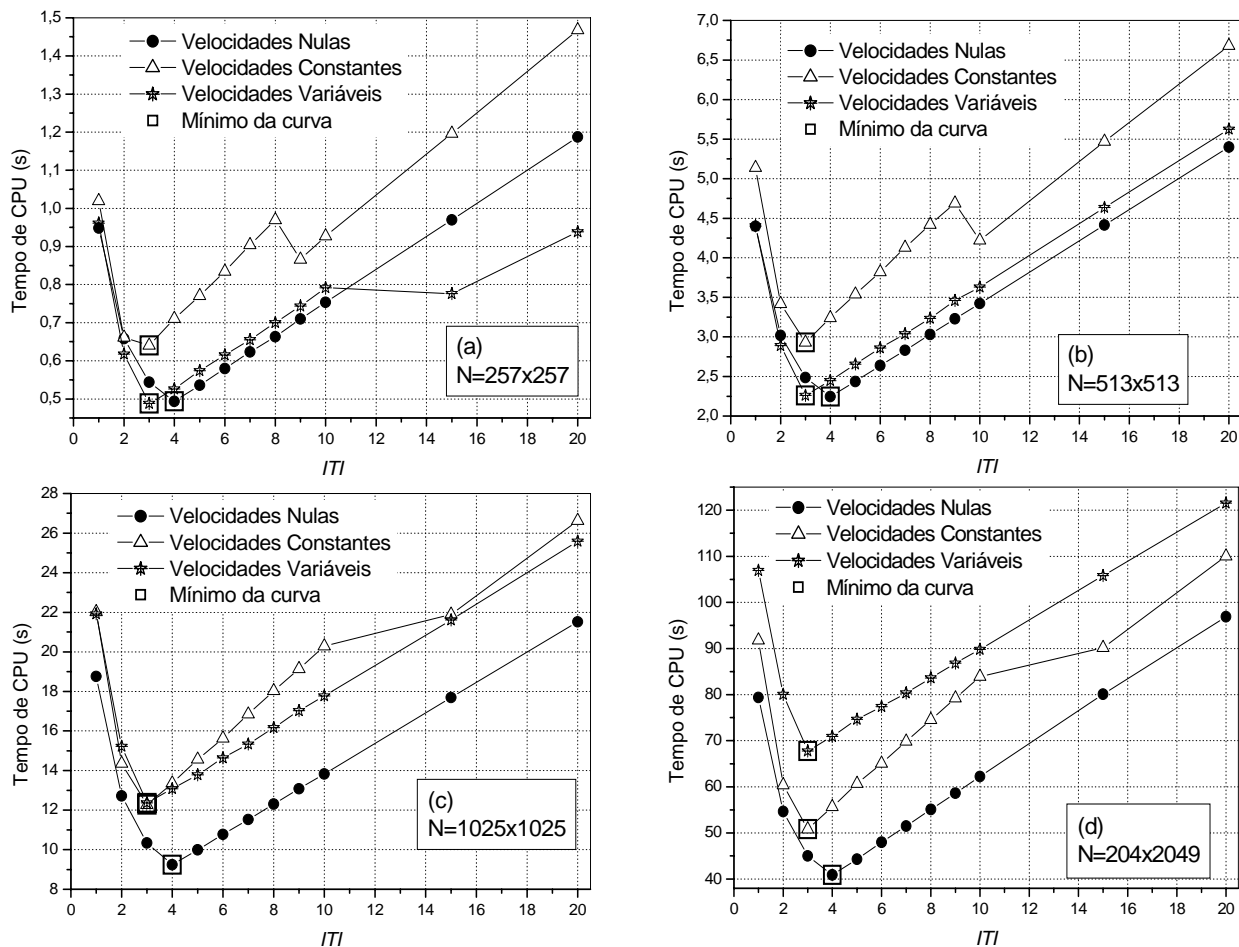 1,5
1,4
1,3
1,2
1,1
1,0
0,9
0,8
0,7
0,6
0,5
Tempo de CPU (s)
Velocidades Nulas
Velocidades Constantes
Velocidades Variáveis
Mínimo da curva
(a)
N=257x257
0 2 4 6 8 10 12 14 16 18 20
ITI
7,0
6,5
6,0
5,5
5,0
4,5
4,0
3,5
3,0
2,5
2,0
Tempo de CPU (s)
Velocidades Nulas
Velocidades Constantes
Velocidades Variáveis
Mínimo da curva
(b)
N=513x513
0 2 4 6 8 10 12 14 16 18 20
ITI
28
26
24
22
20
18
16
14
12
10
8
Tempo de CPU (s)
Velocidades Nulas
Velocidades Constantes
Velocidades Variáveis
Mínimo da curva
(c)
N=1025x1025
0 2 4 6 8 10 12 14 16 18 20
ITI
120
110
100
90
80
70
60
50
40
Tempo de CPU (s)
Velocidades Nulas
Velocidades Constantes
Velocidades Variáveis
Mínimo da curva
(d)
N=204x2049
0 2 4 6 8 10 12 14 16 18 20
ITI